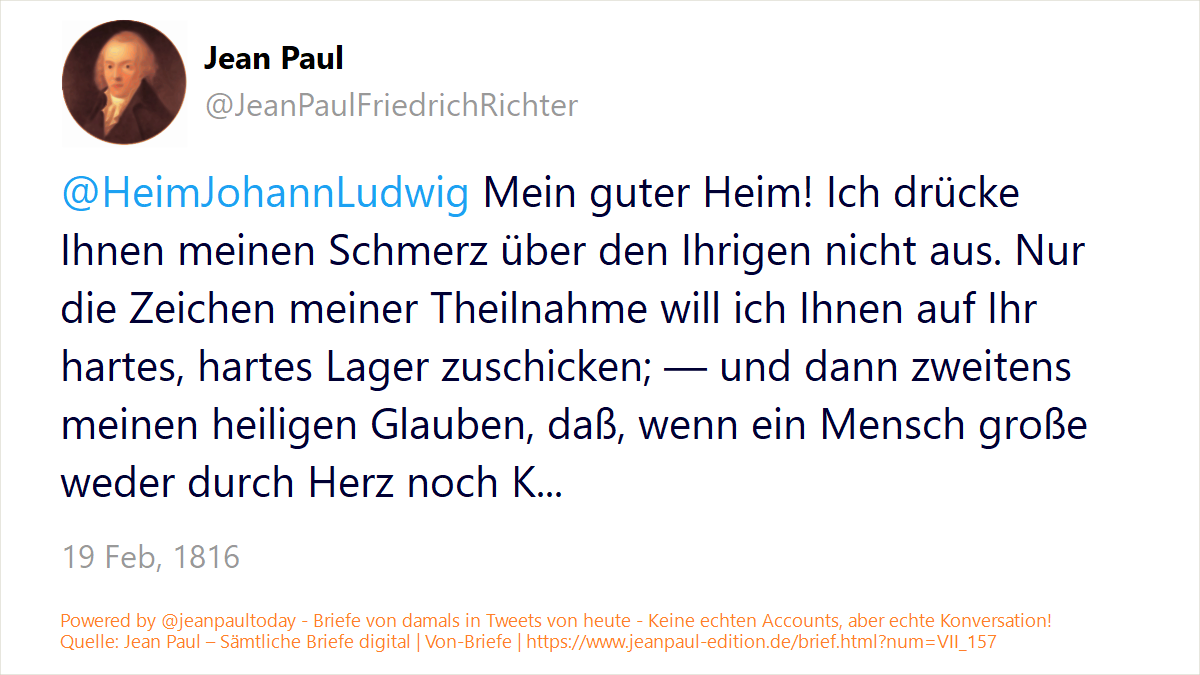 Jean Paul
@JeanPaulFriedrichRichter
@HeimJohannLudwig Mein guter Heim! Ich drücke
Ihnen meinen Schmerz über den Ihrigen nicht aus. Nur
die Zeichen meiner Theilnahme will ich Ihnen auf Ihr
hartes, hartes Lager zuschicken; — und dann zweitens
meinen heiligen Glauben, daß, wenn ein Mensch große
weder durch Herz noch K...
19 Feb, 1816
Powered by @jeanpaultoday - Briefe von damals in Tweets von heute - Keine echten Accounts, aber echte Konversation!
Quelle: Jean Paul – Sämtliche Briefe digital | Von-Briefe | https://www.jeanpaul-edition.de/brief.html?num=VII_157